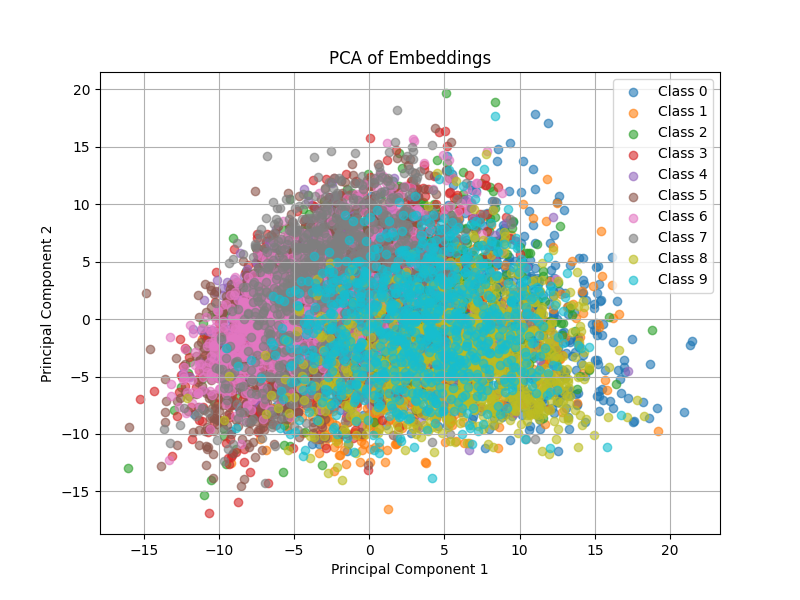 PCA of Embeddings
Class 0
Class 1
Class 2
Class 3
Class 4
Class 5
Class 6
Class 7
Class 8
Class 9
20
15
10
5
0
−5
−10
−15
Principal Component 2
−15
−10
−5
0
5
10
15
20
Principal Component 1